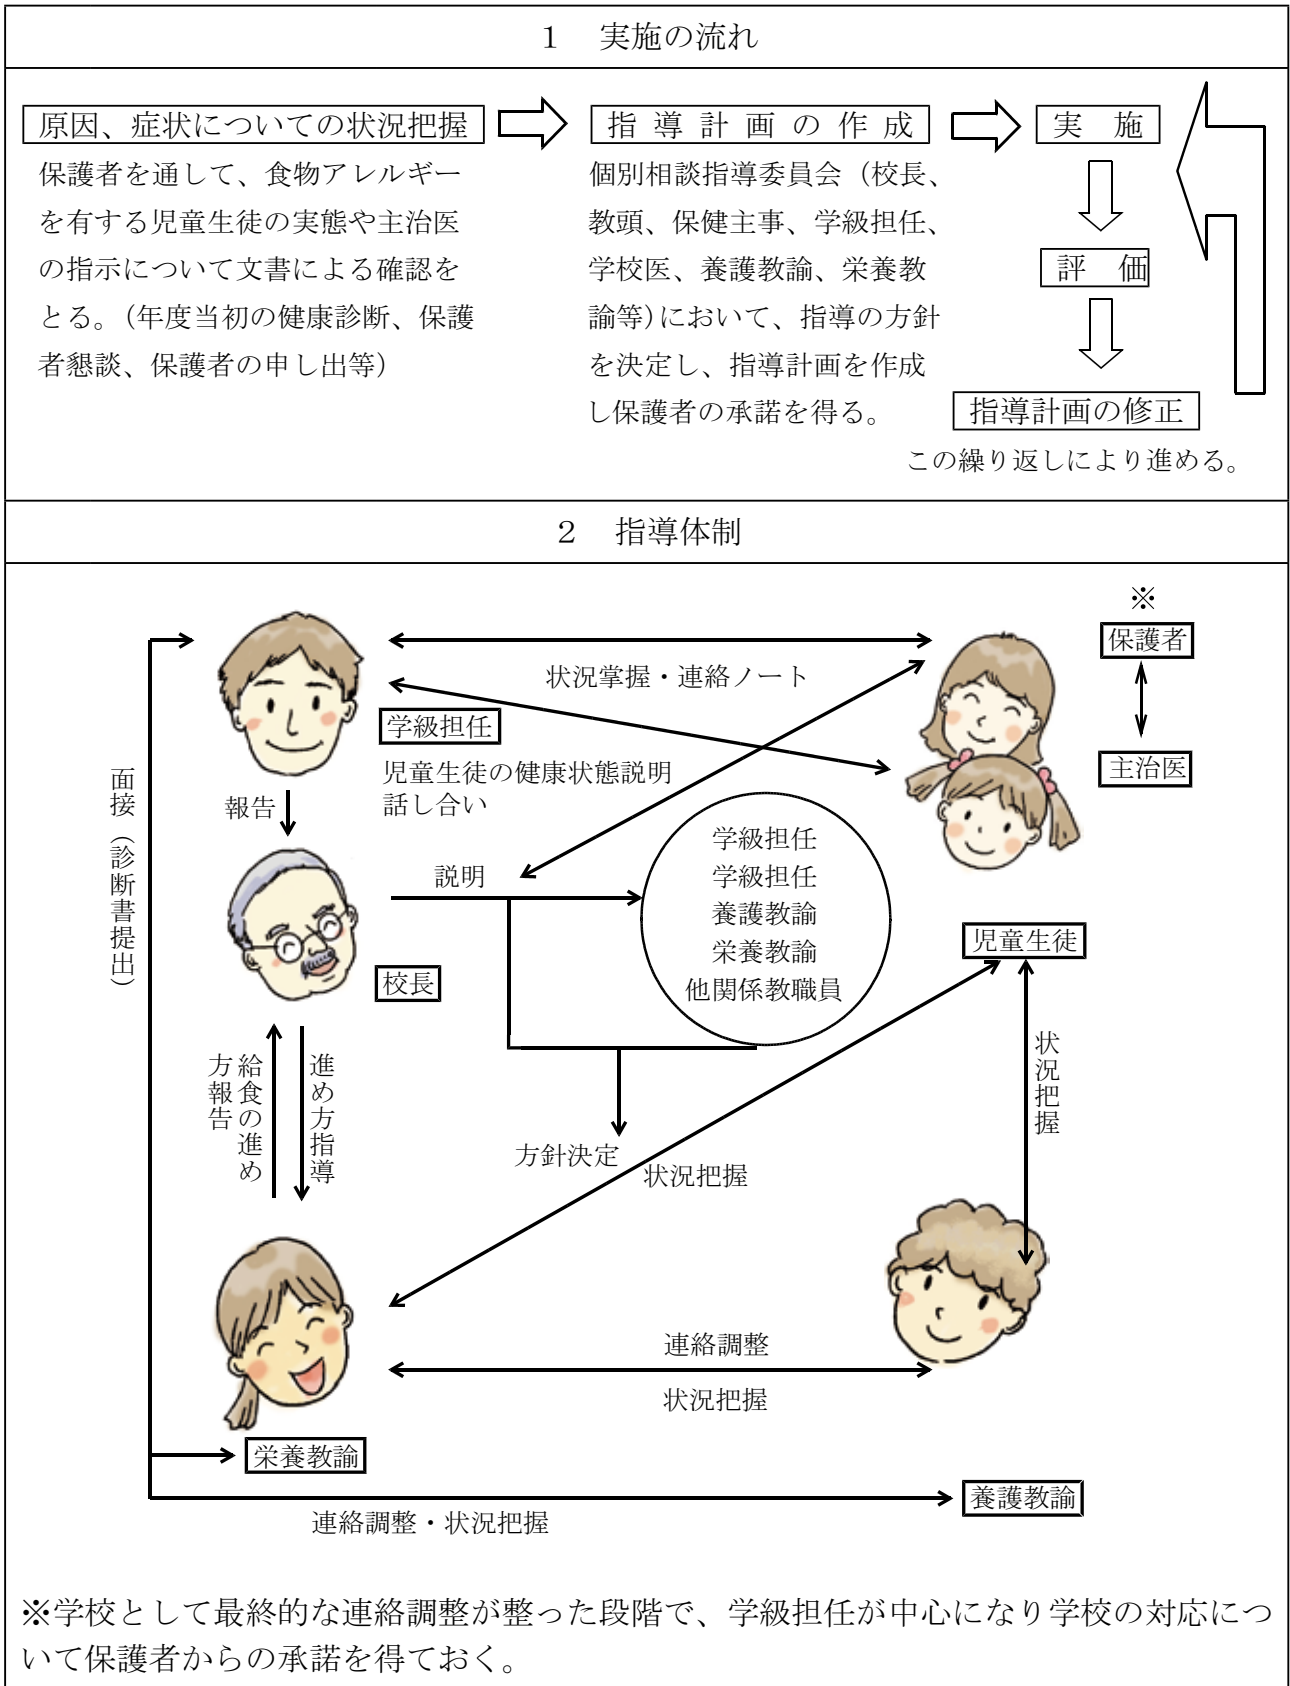 １　実施の流れ
原因、症状についての状況把握
保護者を通して、食物アレルギー
を有する児童生徒の実態や主治医
の指示について文書による確認を
とる。（年度当初の健康診断、保護
者懇談、保護者の申し出等）
指導計画の作成
個別相談指導委員会（校長、
教頭、保健主事、学級担任、
学校医、養護教諭、栄養教
諭等）において、指導の方針
を決定し、指導計画を作成
し保護者の承諾を得る。
実　施
評　価
指導計画の修正
この繰り返しにより進める。
２　指導体制
※
保護者
状況掌握・連絡ノート
学級担任
主治医
児童生徒の健康状態説明
話し合い
面接（診断書提出）
報告
説明
学級担任
学級担任
養護教諭
栄養教諭
他関係教職員
児童生徒
校長
給食の進め
方報告
進め方指導
状況把握
方針決定
状況把握
連絡調整
状況把握
栄養教諭
養護教諭
連絡調整・状況把握
※学校として最終的な連絡調整が整った段階で、学級担任が中心になり学校の対応につ
いて保護者からの承諾を得ておく。